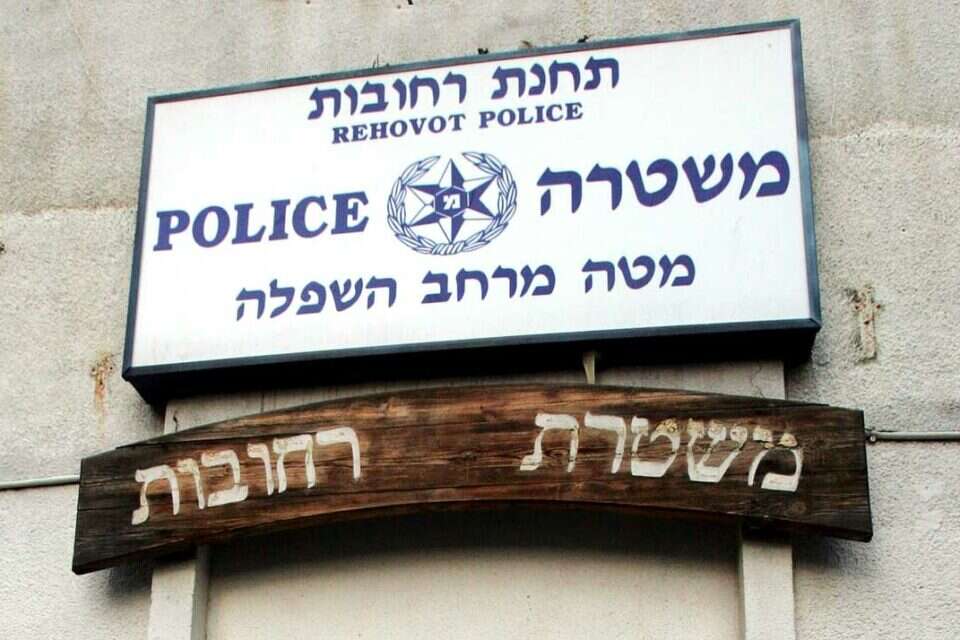 תחנת רחובות
REHOVOT POLICE
POLICE מ משטרה
מטה מרחב השפלה
משטרת רחובות